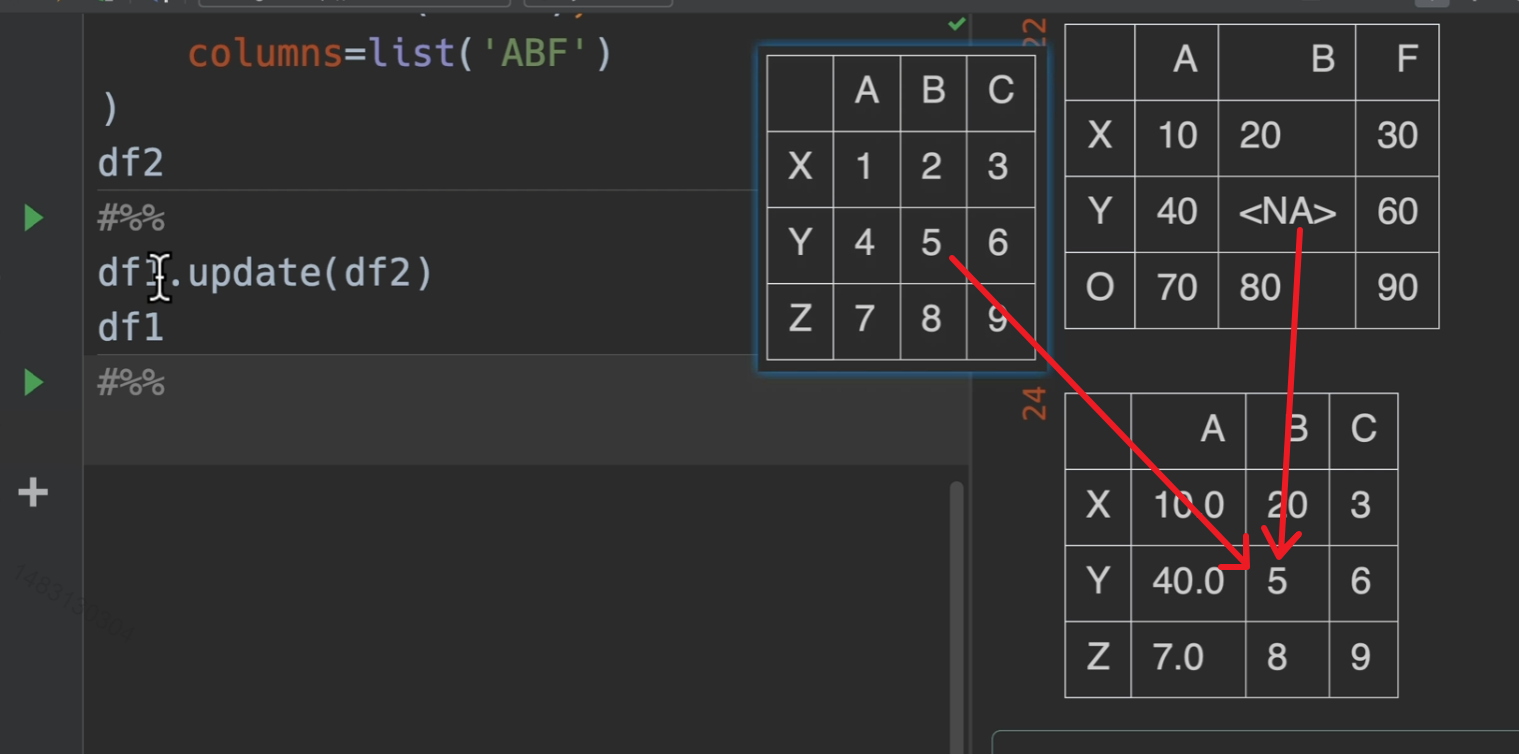 columns=list('ABF')
)
df2
#%%
df1.update(df2)
df1
#%%
A B C
X 1 2 3
Y 4 5 6
Z 7 8 9
22
A B F
X 10 20 30
Y 40 <NA> 60
O 70 80 90
24
A B C
X 10.0 20 3
Y 40.0 5 6
Z 7.0 8 9